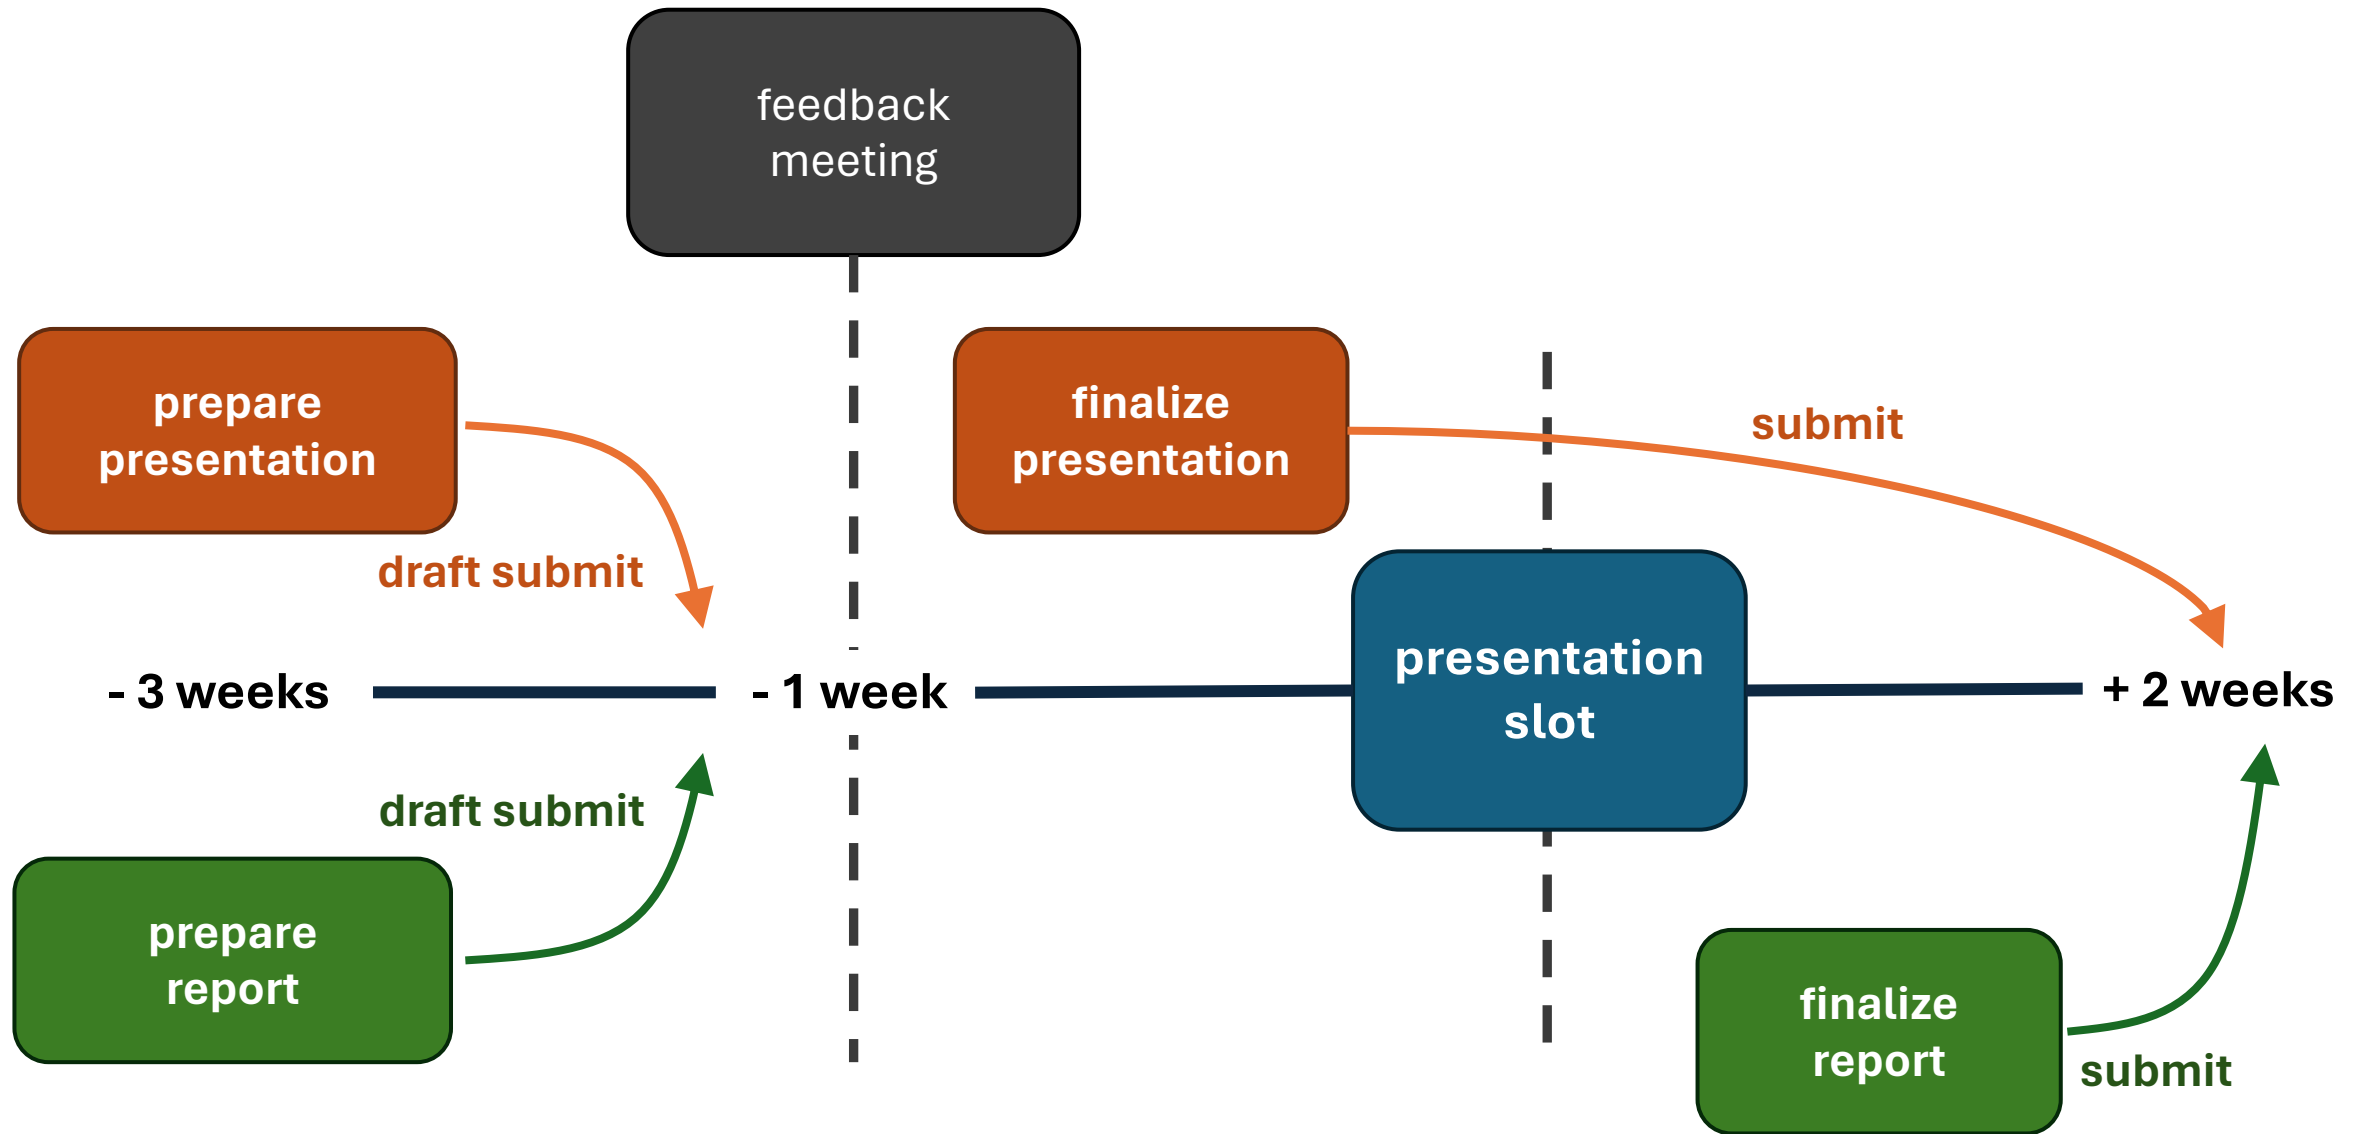 feedback
meeting
prepare
presentation
finalize
presentation
submit
draft submit
- 3 weeks
- 1 week
presentation
slot
+ 2 weeks
draft submit
prepare
report
finalize
report
submit